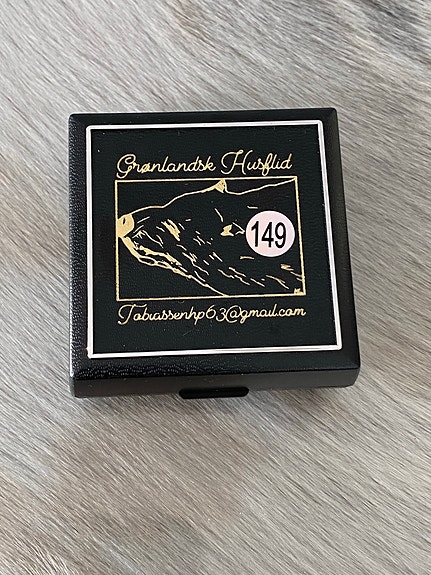 Grønlandsk Husflid
149
Tobiassenhp63@gmail.com